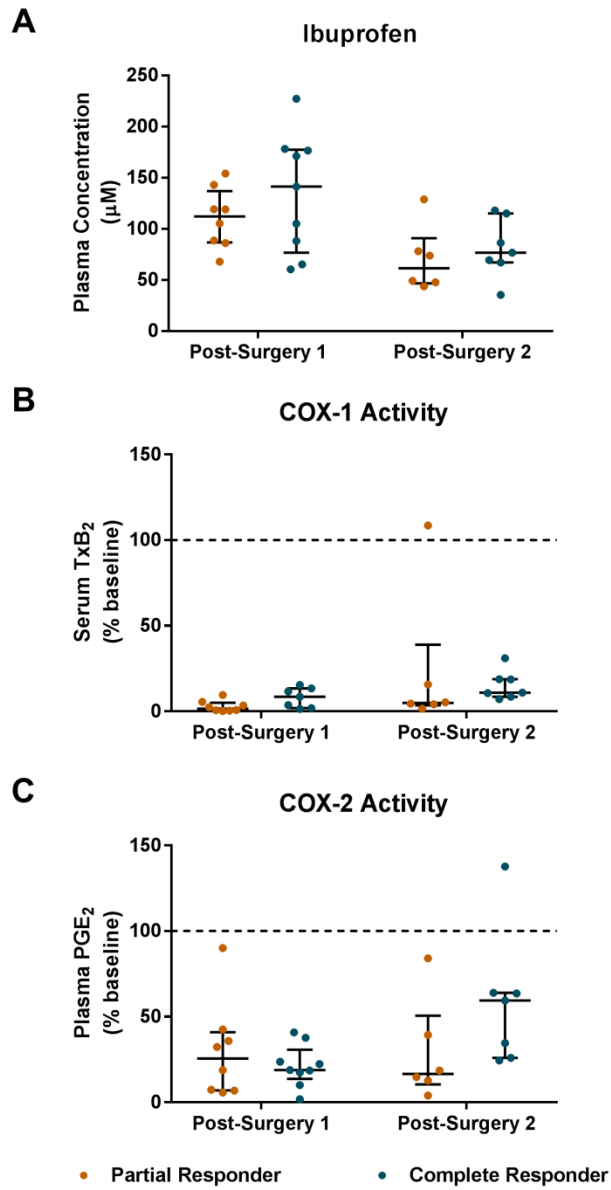 A
Ibuprofen
Plasma Concentration
(μM)
250
200
150
100
50
0
Post-Surgery 1 Post-Surgery 2
B
COX-1 Activity
Serum TxB₂
(% baseline)
150
100
50
0
Post-Surgery 1 Post-Surgery 2
C
COX-2 Activity
Plasma PGE₂
(% baseline)
150
100
50
0
Post-Surgery 1 Post-Surgery 2
Partial Responder Complete Responder